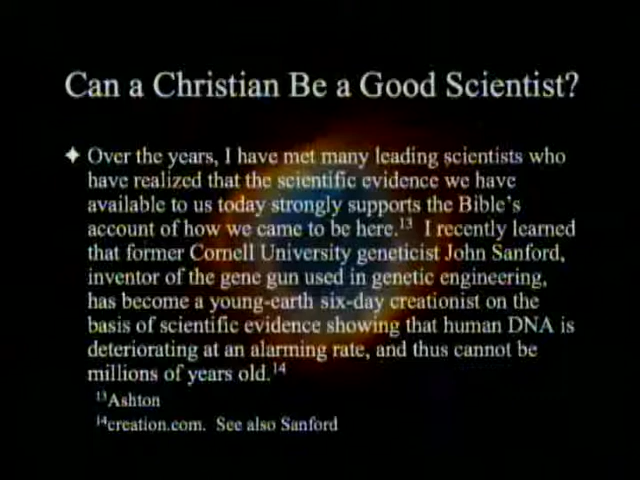 Can a Christian Be a Good Scientist?
✦ Over the years, I have met many leading scientists who
have realized that the scientific evidence we have
available to us today strongly supports the Bible's
account of how we came to be here.¹³ I recently learned
that former Cornell University geneticist John Sanford,
inventor of the gene gun used in genetic engineering,
has become a young-earth six-day creationist on the
basis of scientific evidence showing that human DNA is
deteriorating at an alarming rate, and thus cannot be
millions of years old.¹⁴
¹³Ashton
¹⁴creation.com. See also Sanford